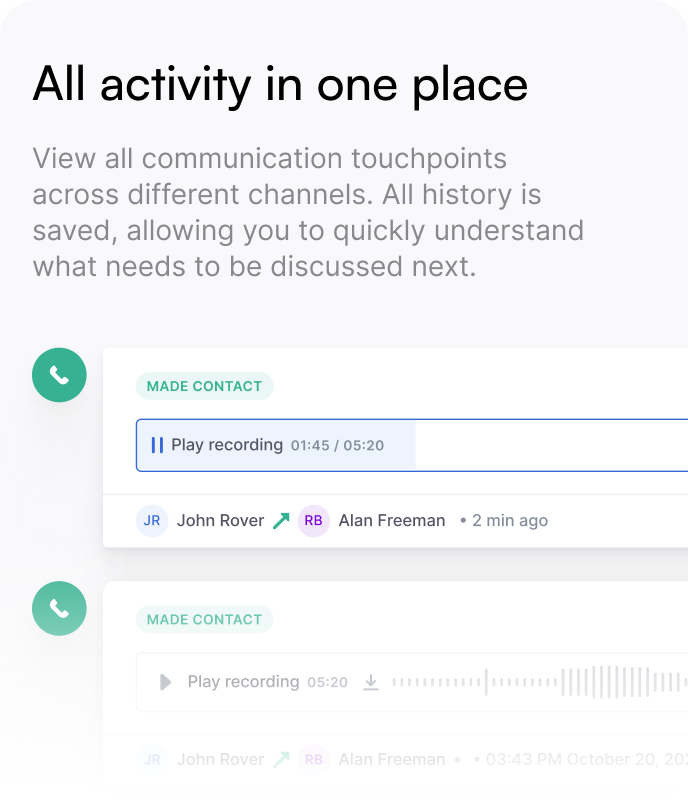 All activity in one place
View all communication touchpoints
across different channels. All history is
saved, allowing you to quickly understand
what needs to be discussed next.
MADE CONTACT
Play recording 01:45 / 05:20
JR John Rover RB Alan Freeman • 2 min ago
MADE CONTACT
Play recording 05:20
JR John Rover RB Alan Freeman • • 03:43 PM October 20,